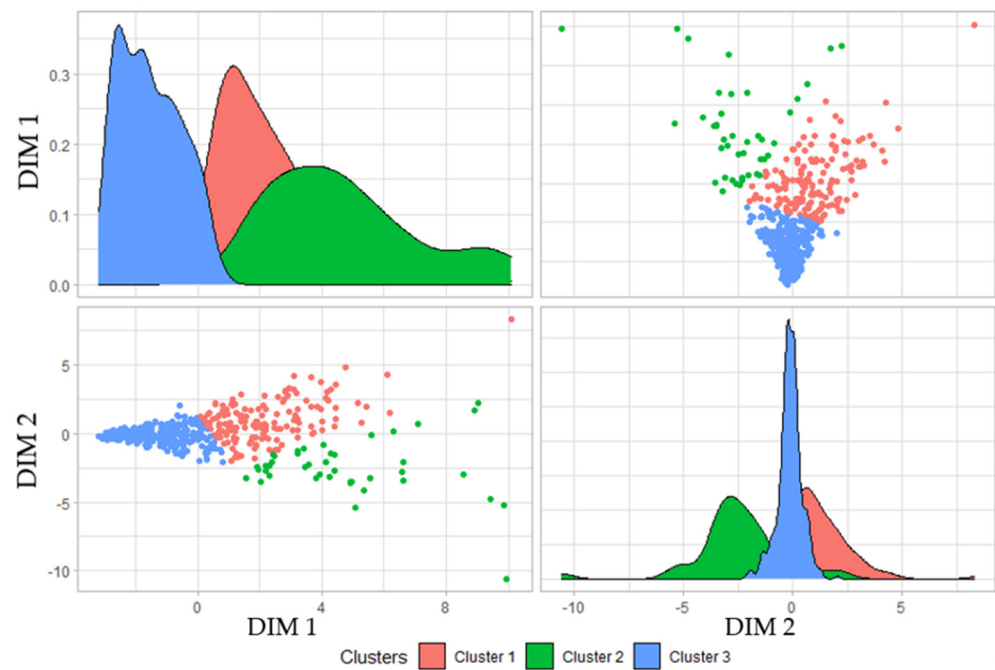 DIM 1
0.3
0.2
0.1
0.0
DIM 2
5
0
-5
-10
0 4 8
-10 -5 0 5
DIM 1 DIM 2
Clusters Cluster 1 Cluster 2 Cluster 3